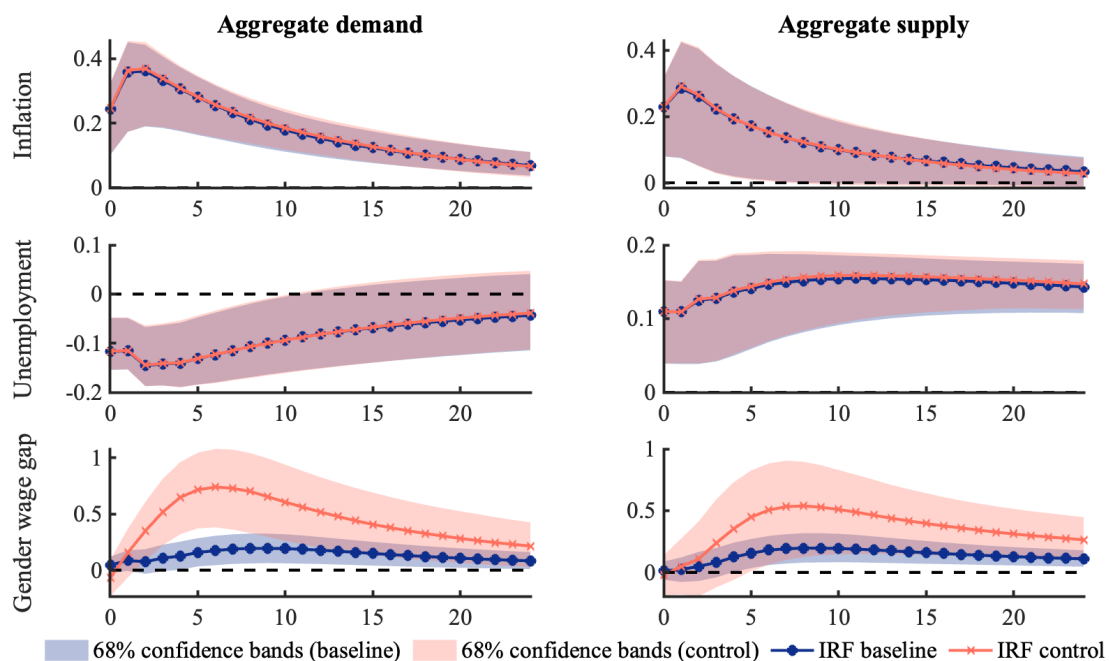 Aggregate demand
Aggregate supply
Inflation
0.4
0.2
0
0 5 10 15 20
0.4
0.2
0
0 5 10 15 20
Unemployment
0.1
0
-0.1
-0.2
0 5 10 15 20
0.2
0.1
0
0 5 10 15 20
Gender wage gap
1
0.5
0
0 5 10 15 20
1
0.5
0
0 5 10 15 20
68% confidence bands (baseline) 68% confidence bands (control) IRF baseline IRF control